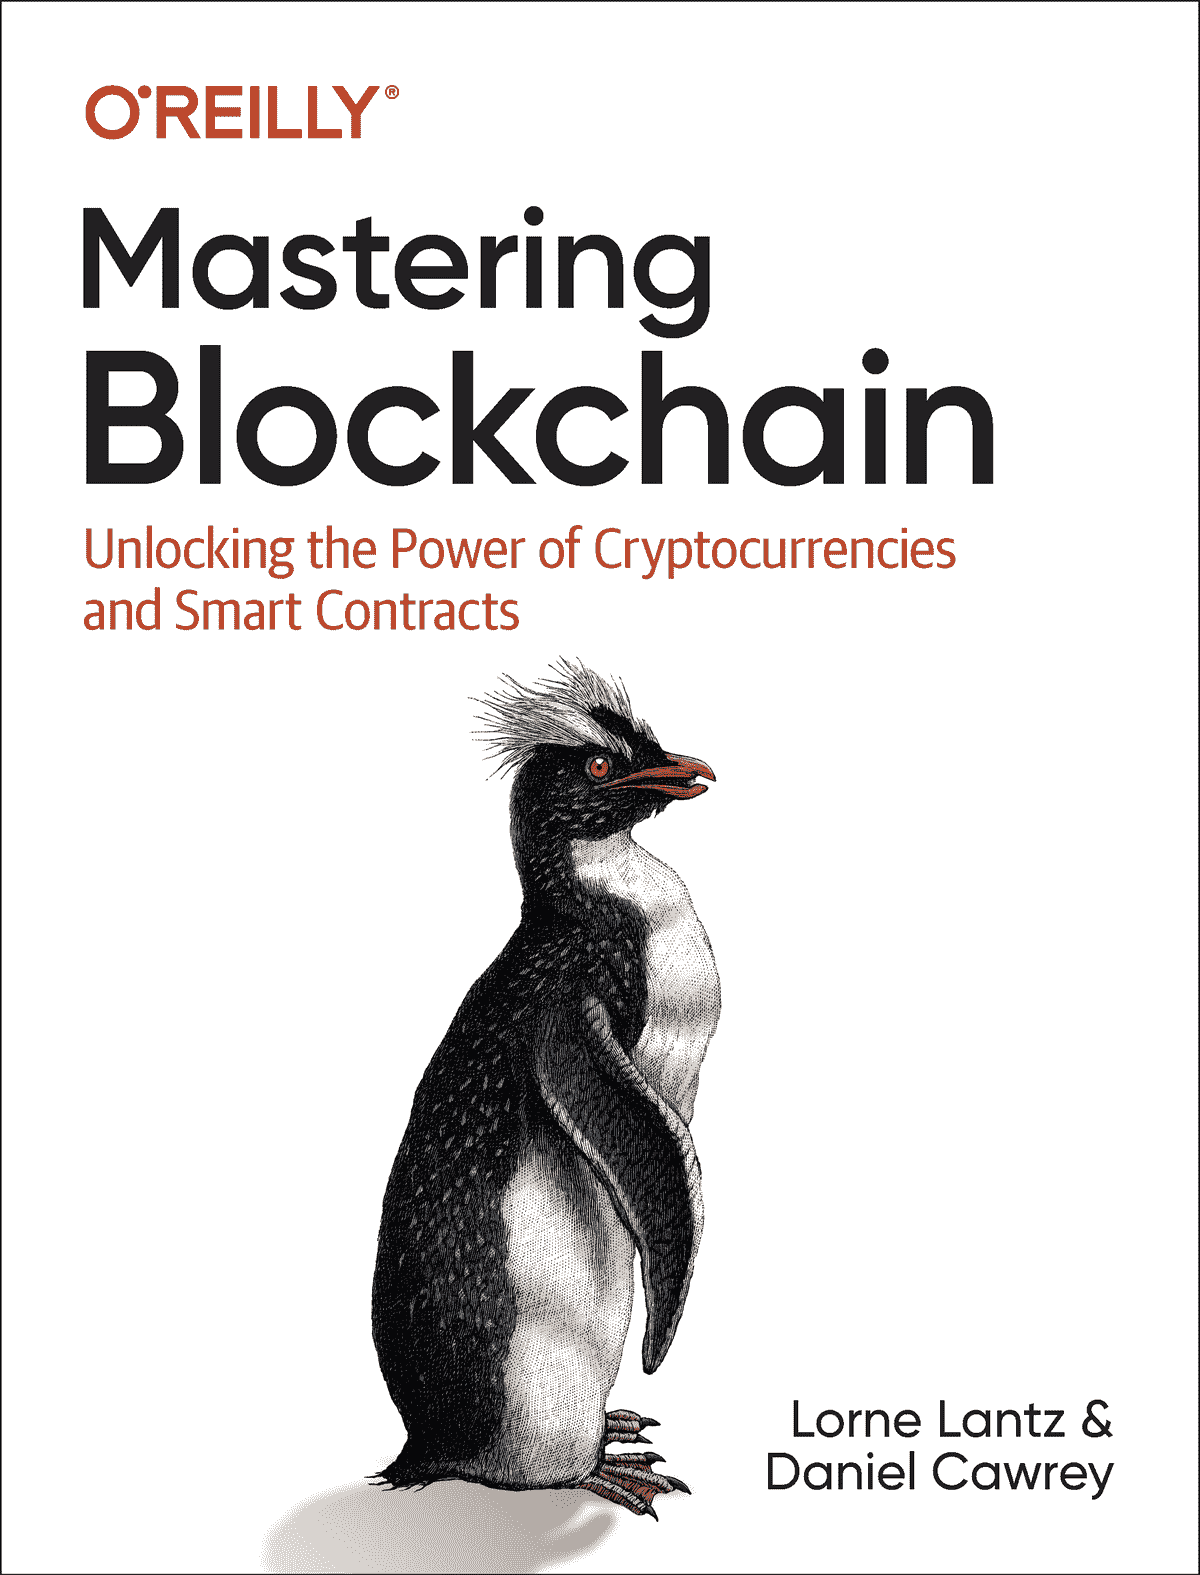 O'REILLY®
Mastering
Blockchain
Unlocking the Power of Cryptocurrencies
and Smart Contracts
Lorne Lantz &
Daniel Cawrey